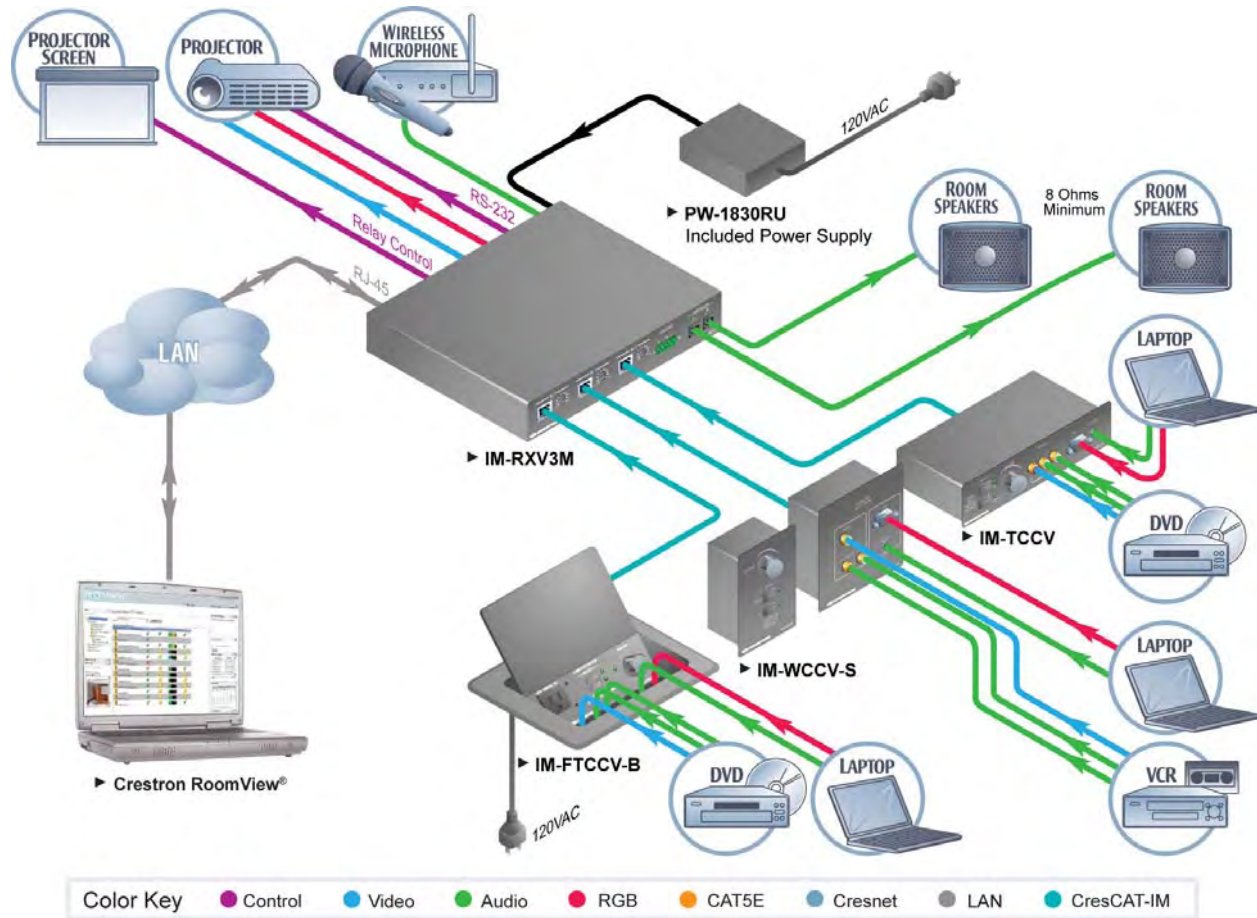 PROJECTOR
SCREEN
PROJECTOR
WIRELESS
MICROPHONE
120VAC
RS-232
Relay Control
RJ-45
► PW-1830RU
Included Power Supply
ROOM
SPEAKERS
8 Ohms
Minimum
ROOM
SPEAKERS
LAN
LAPTOP
► IM-RXV3M
► IM-TCCV
DVD
► IM-WCCV-S
LAPTOP
► IM-FTCCV-B
► Crestron RoomView®
120VAC
DVD
LAPTOP
VCR
Color Key
Control
Video
Audio
RGB
CAT5E
Cresnet
LAN
CresCAT-IM